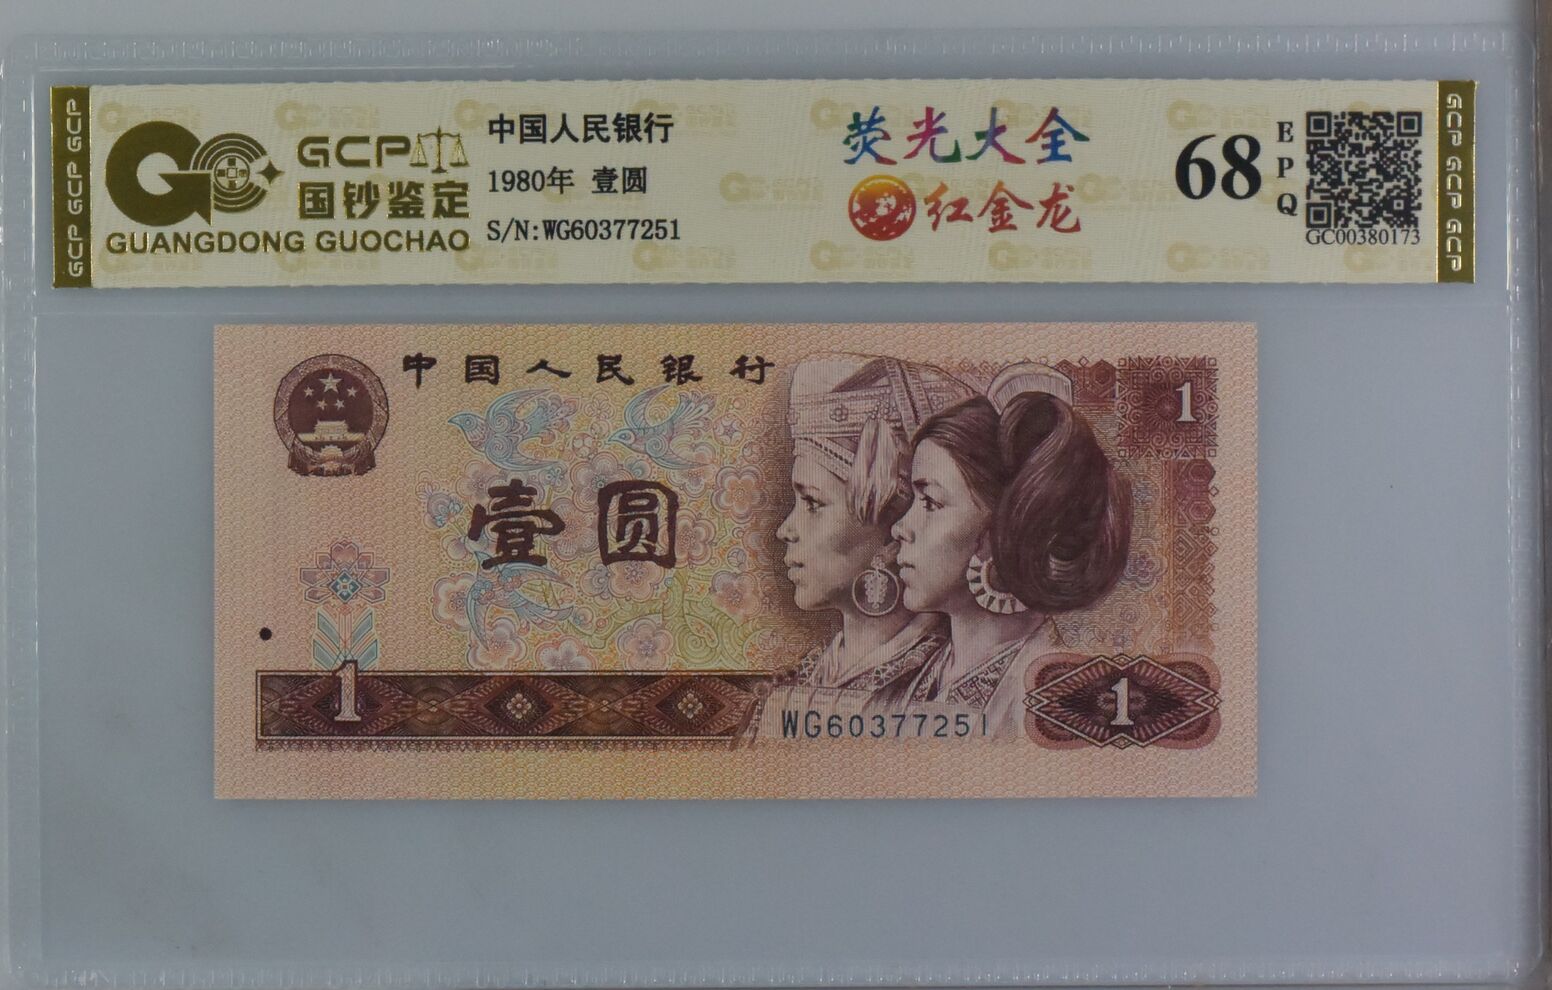 GCP GCP GCP
GCP
国钞鉴定
GUANGDONG GUOCHAO
中国人民银行
1980年 壹圆
S/N:WG60377251
荧光大全
红金龙
68
EPQ
GC00380173
GCP GCP GCP
中国人民银行
1
壹圆
1
WG60377251
1